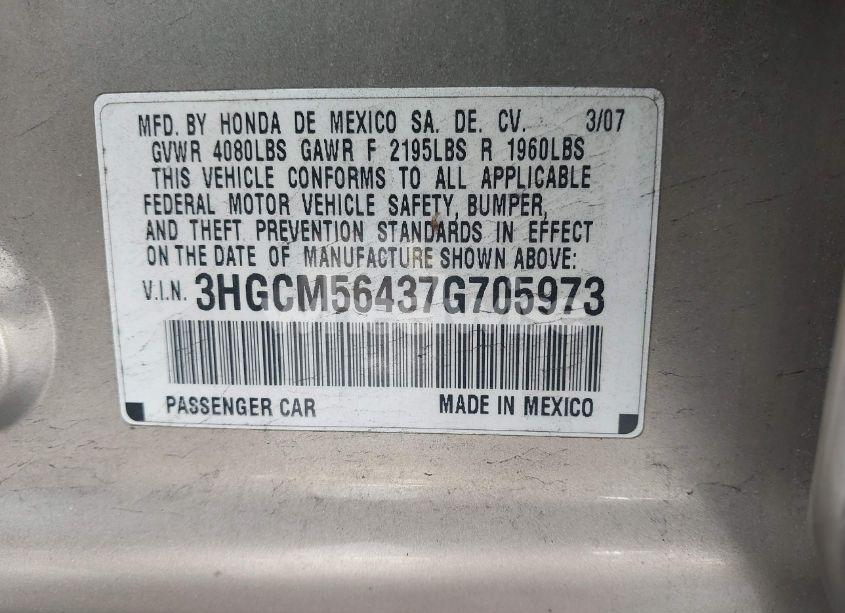 MFD. BY HONDA DE MEXICO SA. DE. CV. 3/07
GVWR 4080LBS GAWR F 2195LBS R 1960LBS
THIS VEHICLE CONFORMS TO ALL APPLICABLE
FEDERAL MOTOR VEHICLE SAFETY, BUMPER,
AND THEFT PREVENTION STANDARDS IN EFFECT
ON THE DATE OF MANUFACTURE SHOWN ABOVE:
V.I.N. 3HGCM56437G705973
PASSENGER CAR MADE IN MEXICO